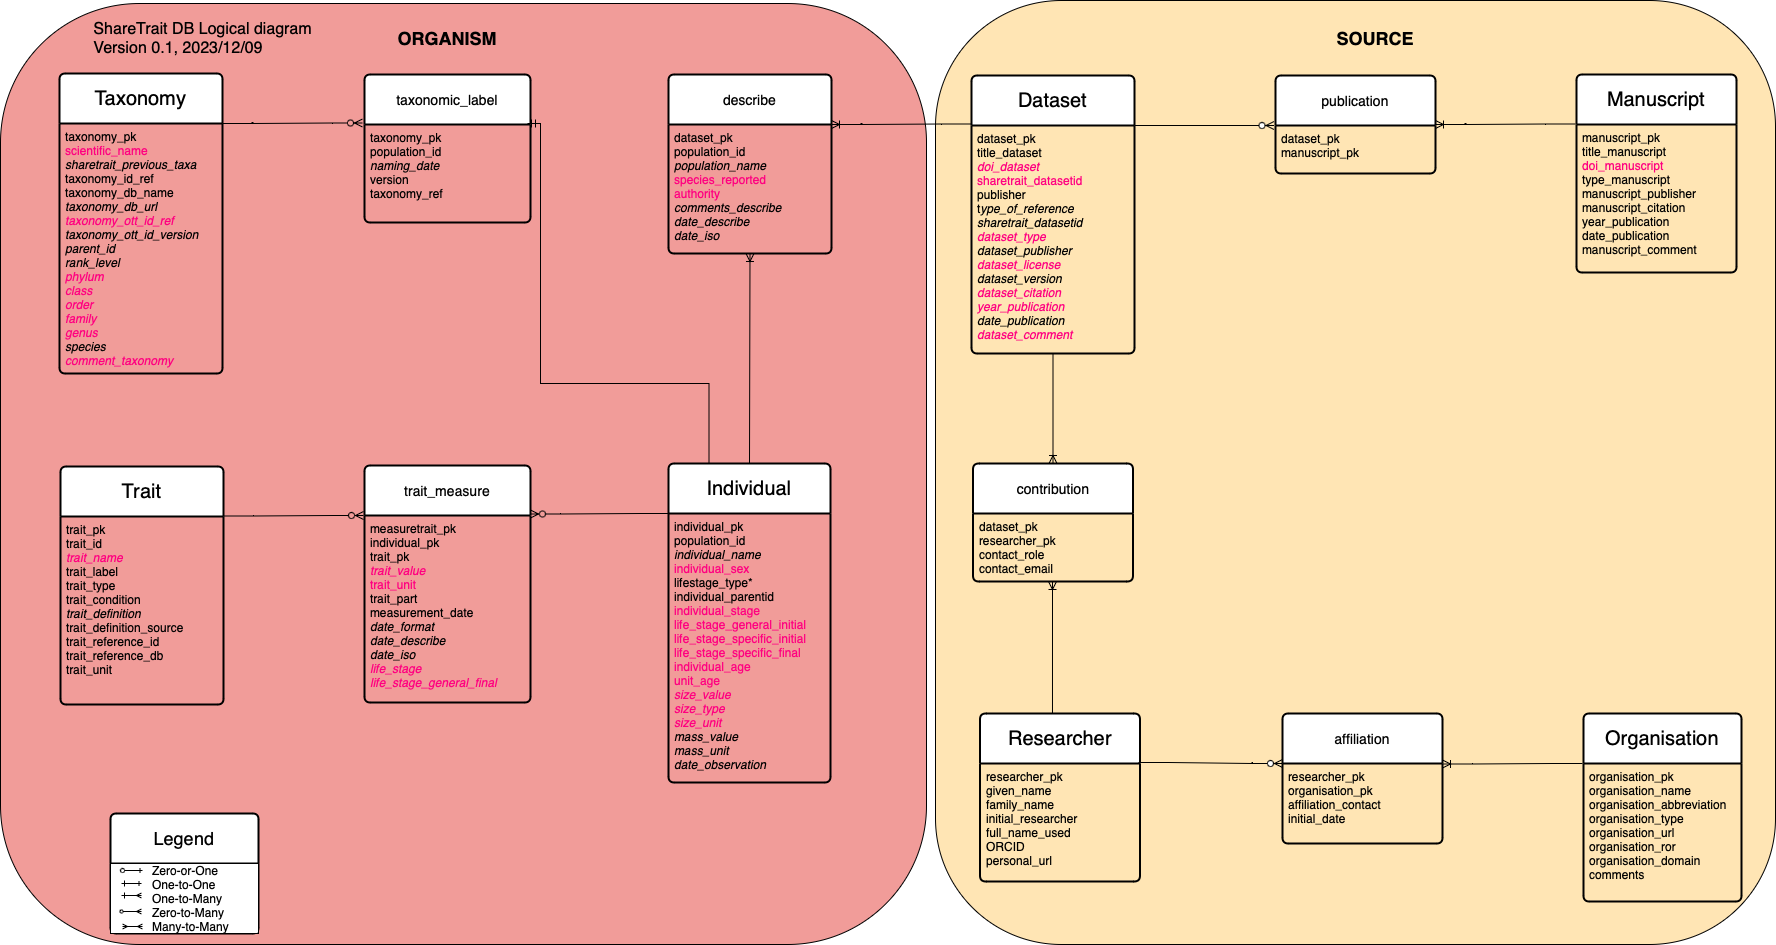 ShareTrait DB Logical diagram
Version 0.1, 2023/12/09
ORGANISM
Taxonomy
taxonomy_pk
scientific_name
sharetrait_previous_taxa
taxonomy_id_ref
taxonomy_db_name
taxonomy_db_url
taxonomy_ott_id_ref
taxonomy_ott_id_version
parent_id
rank_level
phylum
class
order
family
genus
species
comment_taxonomy
taxonomic_label
taxonomy_pk
population_id
naming_date
version
taxonomy_ref
describe
dataset_pk
population_id
population_name
species_reported
authority
comments_describe
date_describe
date_iso
Trait
trait_pk
trait_id
trait_name
trait_label
trait_type
trait_condition
trait_definition
trait_definition_source
trait_reference_id
trait_reference_db
trait_unit
trait_measure
measuretrait_pk
individual_pk
trait_pk
trait_value
trait_unit
trait_part
measurement_date
date_format
date_describe
date_iso
life_stage
life_stage_general_final
Individual
individual_pk
population_id
individual_name
individual_sex
lifestage_type*
individual_parentid
individual_stage
life_stage_general_initial
life_stage_specific_initial
life_stage_specific_final
individual_age
unit_age
size_value
size_type
size_unit
mass_value
mass_unit
date_observation
Legend
Zero-or-One
One-to-One
One-to-Many
Zero-to-Many
Many-to-Many
SOURCE
Dataset
dataset_pk
title_dataset
doi_dataset
sharetrait_datasetid
publisher
type_of_reference
sharetrait_datasetid
dataset_type
dataset_publisher
dataset_license
dataset_version
dataset_citation
year_publication
date_publication
dataset_comment
publication
dataset_pk
manuscript_pk
Manuscript
manuscript_pk
title_manuscript
doi_manuscript
type_manuscript
manuscript_publisher
manuscript_citation
year_publication
date_publication
manuscript_comment
contribution
dataset_pk
researcher_pk
contact_role
contact_email
Researcher
researcher_pk
given_name
family_name
initial_researcher
full_name_used
ORCID
personal_url
affiliation
researcher_pk
organisation_pk
affiliation_contact
initial_date
Organisation
organisation_pk
organisation_name
organisation_abbreviation
organisation_type
organisation_url
organisation_ror
organisation_domain
comments